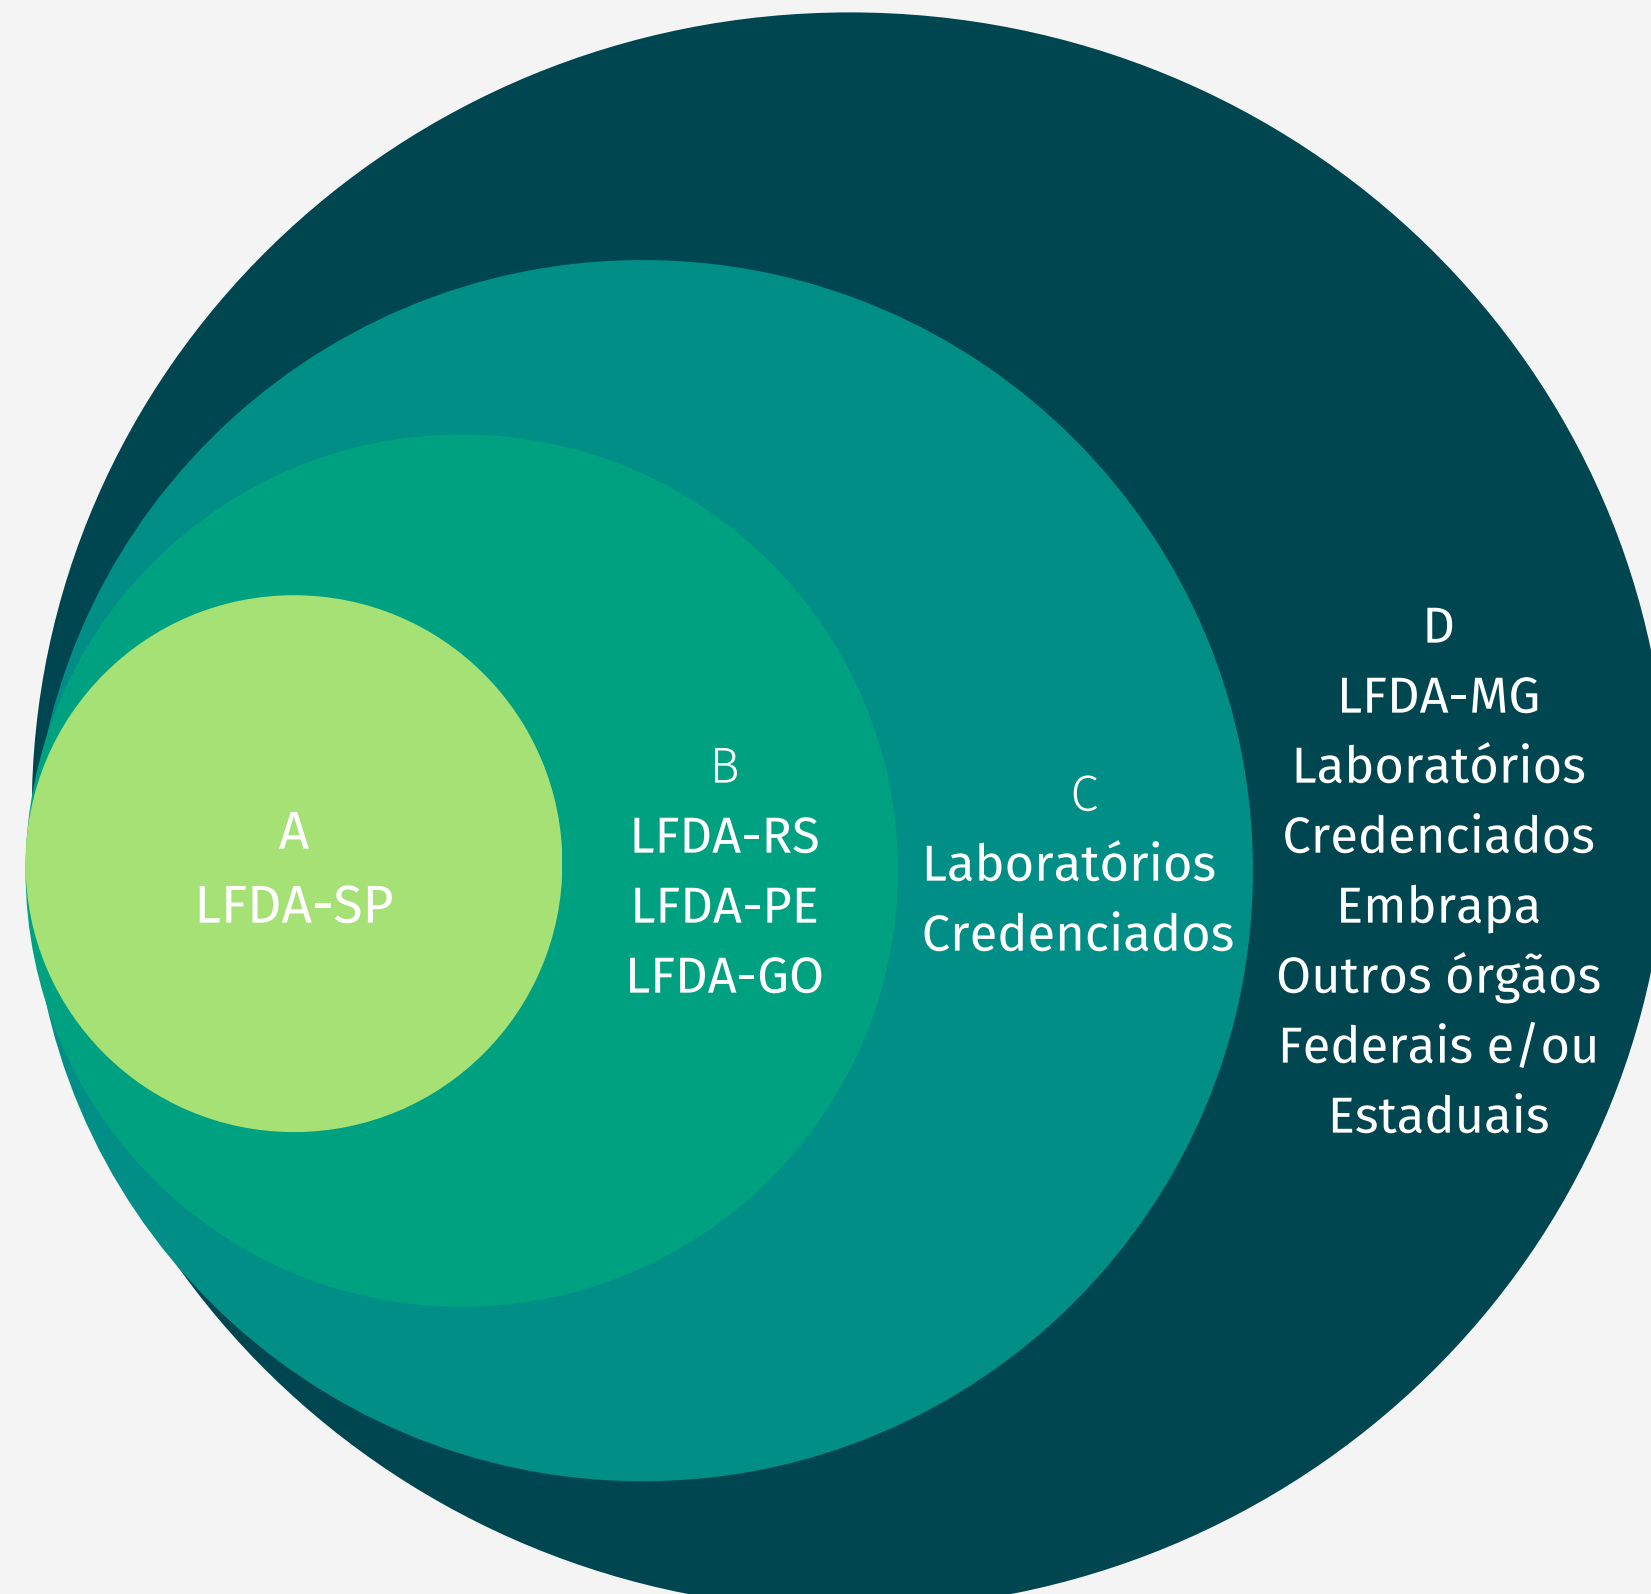 A
LFDA-SP
B
LFDA-RS
LFDA-PE
LFDA-GO
C
Laboratórios
Credenciados
D
LFDA-MG
Laboratórios
Credenciados
Embrapa
Outros órgãos
Federais e/ou
Estaduais